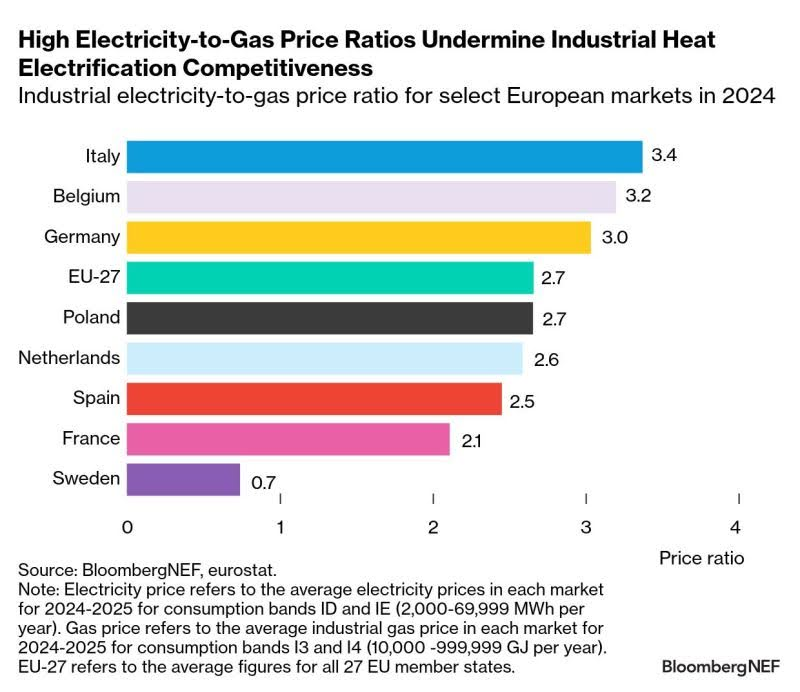 High Electricity-to-Gas Price Ratios Undermine Industrial Heat
Electrification Competitiveness
Industrial electricity-to-gas price ratio for select European markets in 2024
Italy 3.4
Belgium 3.2
Germany 3.0
EU-27 2.7
Poland 2.7
Netherlands 2.6
Spain 2.5
France 2.1
Sweden 0.7
0 1 2 3 4
Price ratio
Source: BloombergNEF, eurostat.
Note: Electricity price refers to the average electricity prices in each market
for 2024-2025 for consumption bands ID and IE (2,000-69,999 MWh per
year). Gas price refers to the average industrial gas price in each market for
2024-2025 for consumption bands I3 and I4 (10,000 -999,999 GJ per year).
EU-27 refers to the average figures for all 27 EU member states.
BloombergNEF